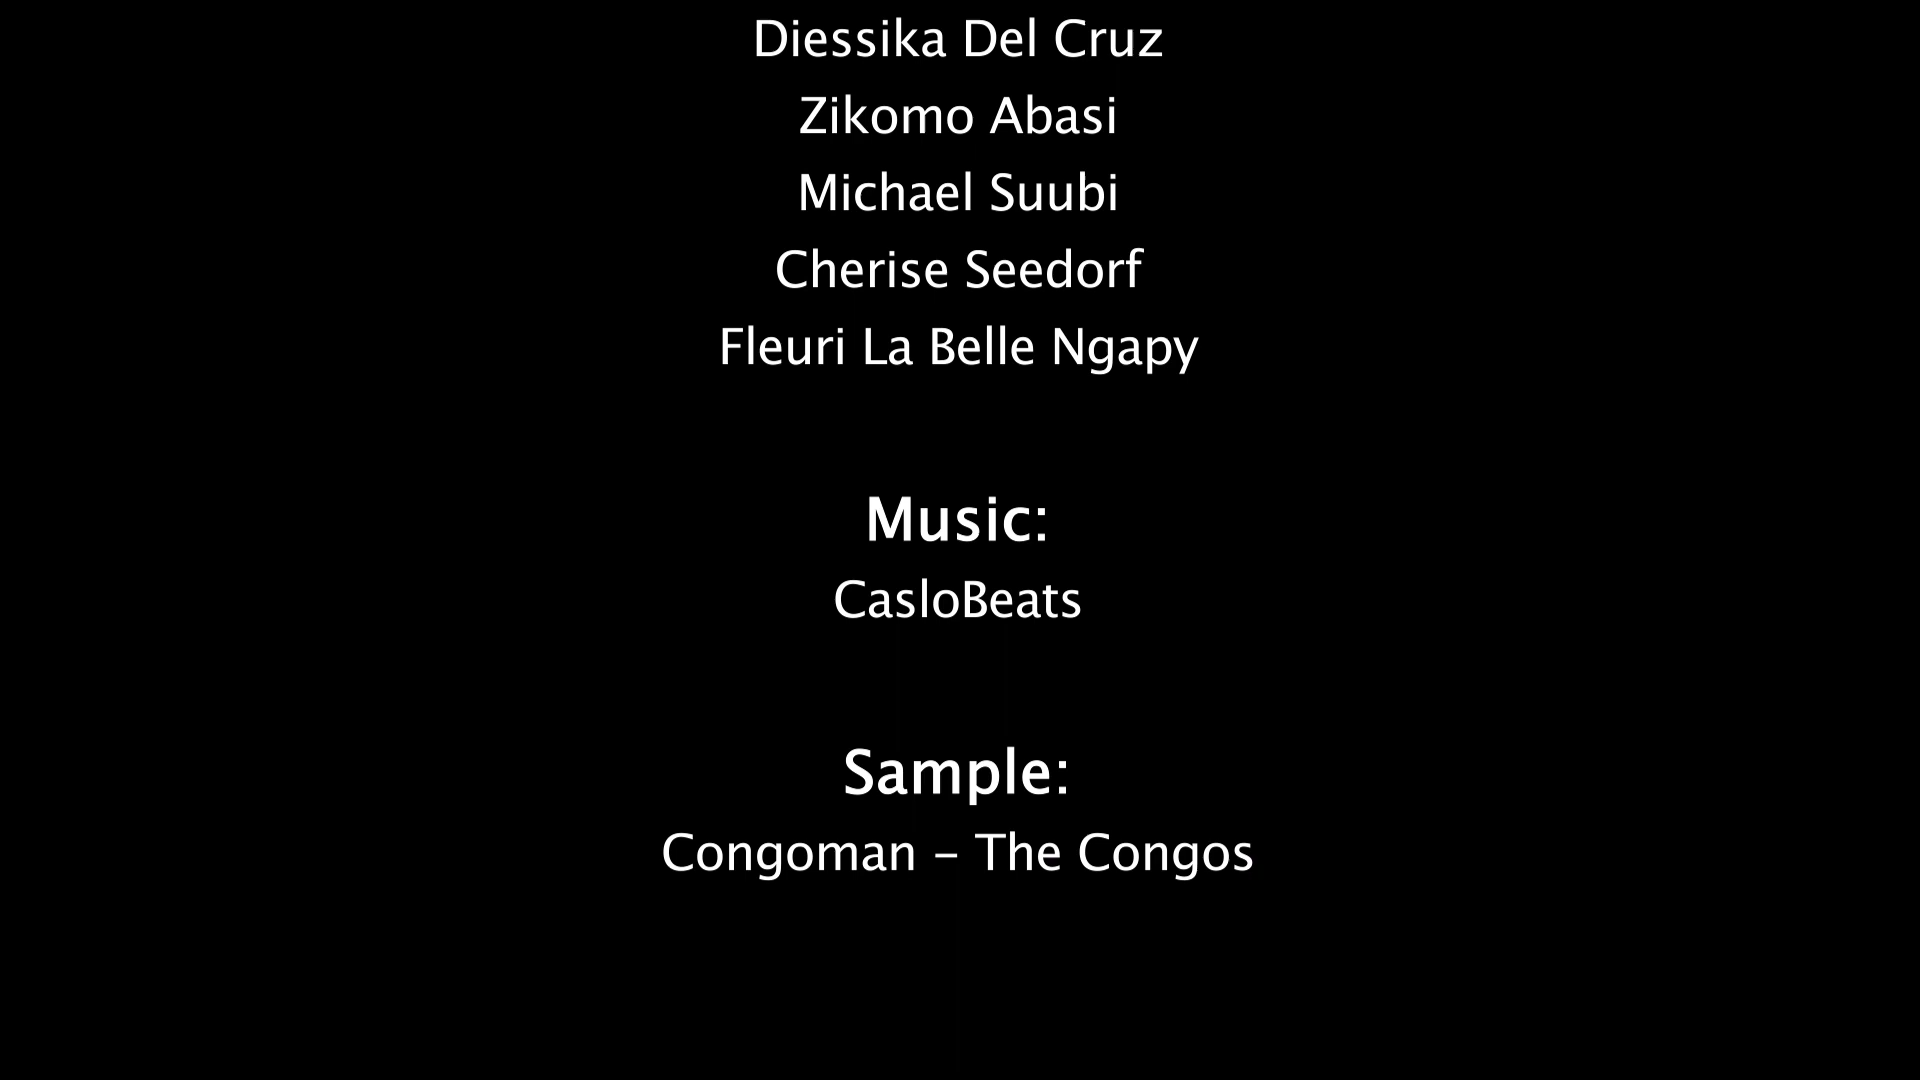 Diessika Del Cruz
Zikomo Abasi
Michael Suubi
Cherise Seedorf
Fleuri La Belle Ngapy
Music:
CasloBeats
Sample:
Congoman - The Congos